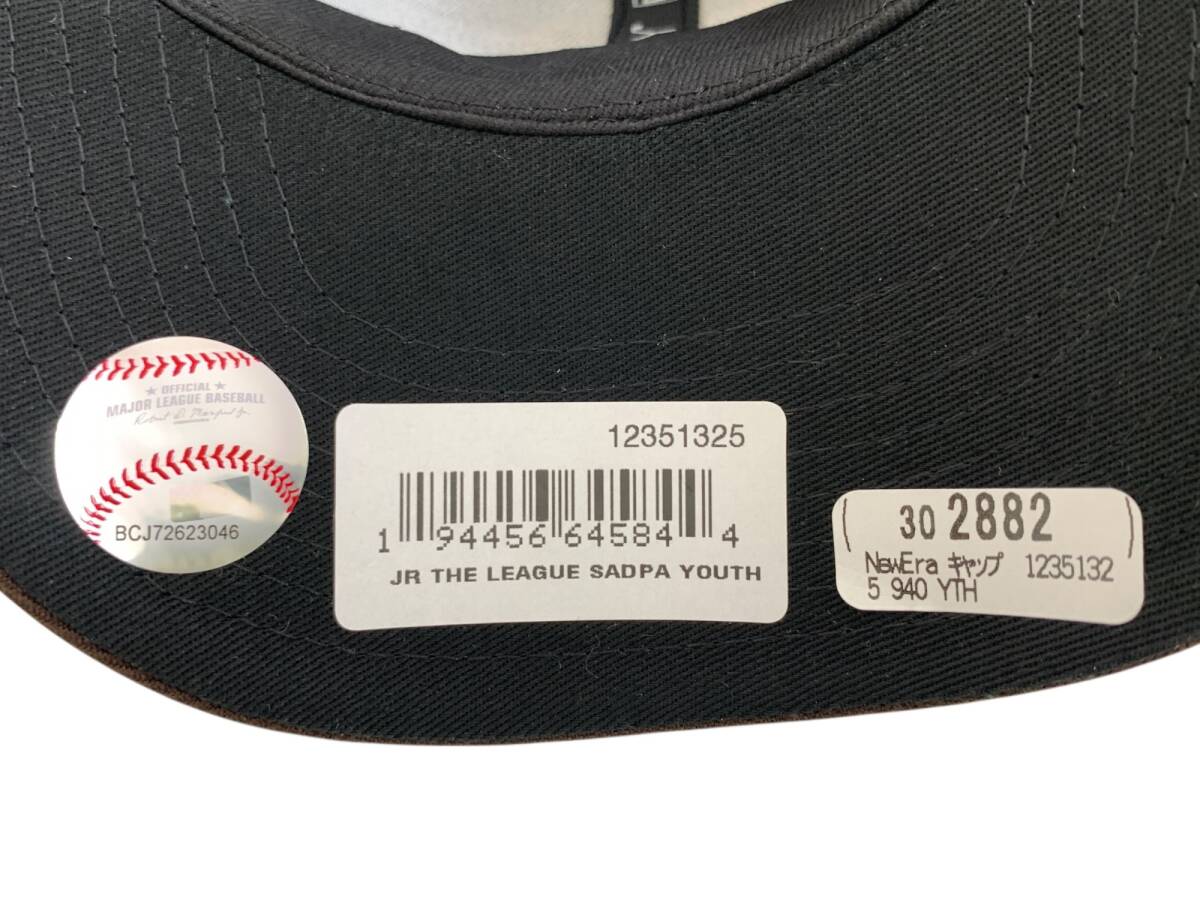 ★ OFFICIAL ★
MAJOR LEAGUE BASEBALL
BCJ72623046
12351325
1 94456 64584 4
JR THE LEAGUE SADPA YOUTH
30 2882
NewEra キャップ 1235132
5 940 YTH